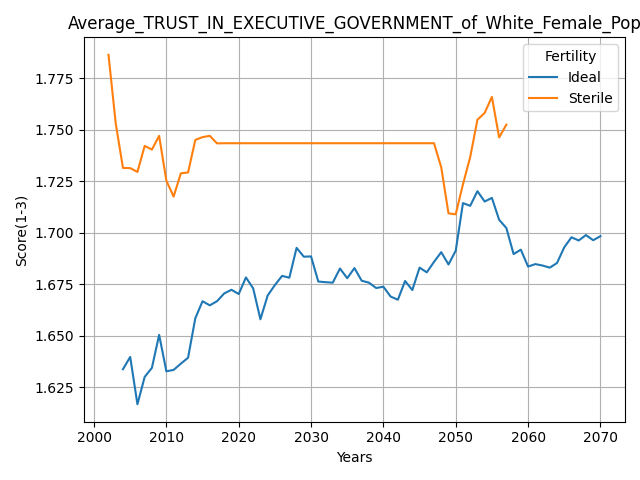 Average_TRUST_IN_EXECUTIVE_GOVERNMENT_of_White_Female_Pop
Fertility
Ideal
Sterile
1.775
1.750
1.725
1.700
1.675
1.650
1.625
Score(1-3)
2000 2010 2020 2030 2040 2050 2060 2070
Years